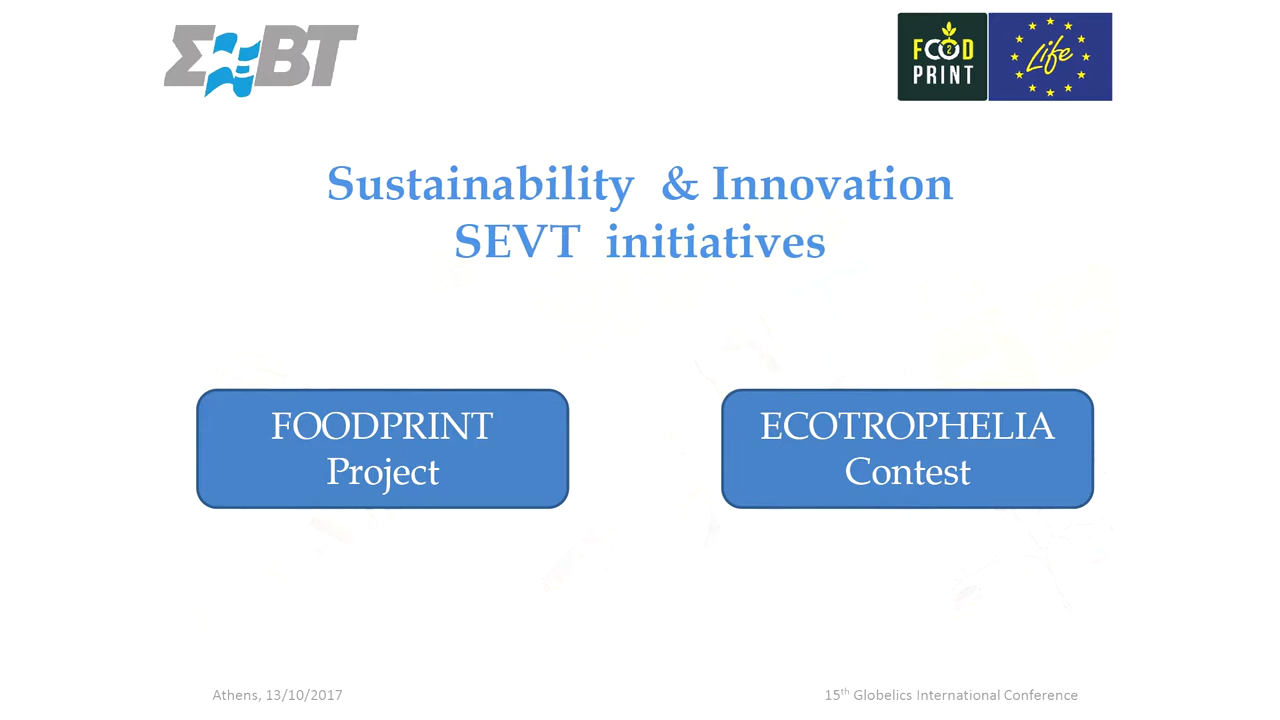 ΣΕΒΤ
FOOD
2
PRINT
Life
Sustainability & Innovation
SEVT initiatives
FOODPRINT
Project
ECOTROPHELIA
Contest
Athens, 13/10/2017
15th Globelics International Conference